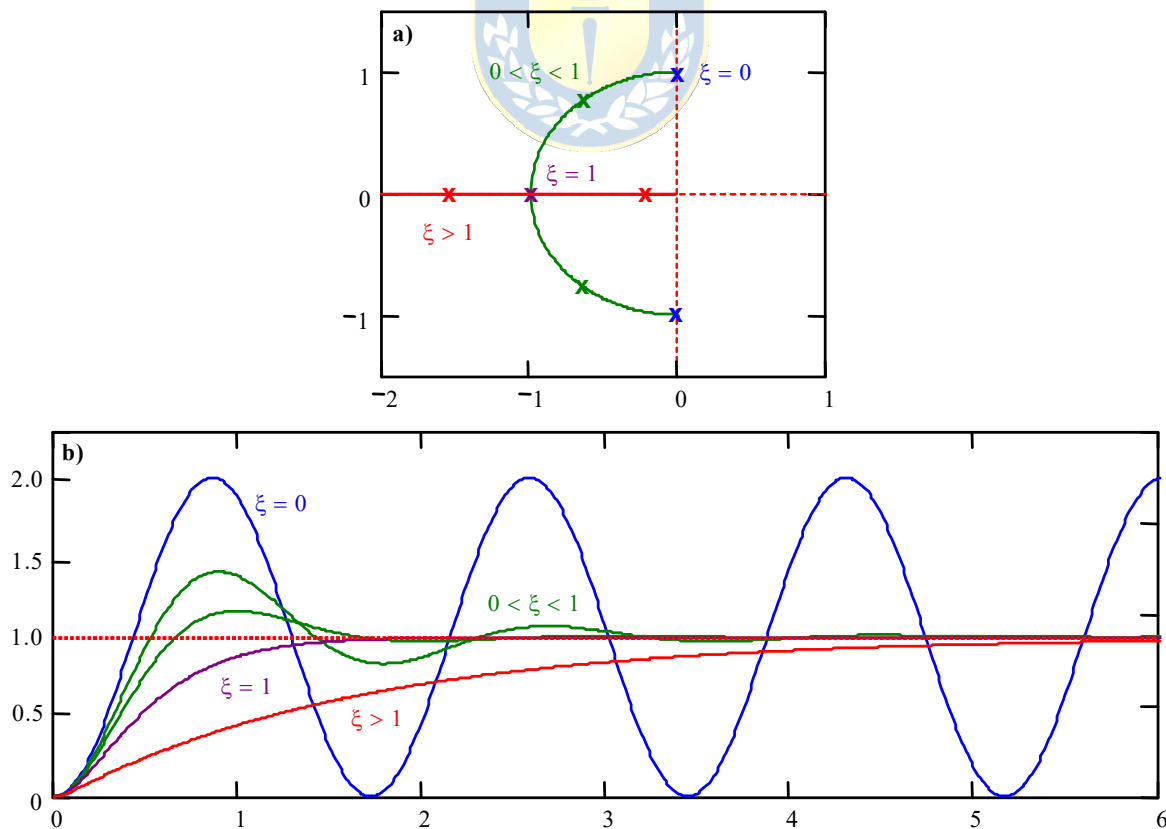 a)
1
0 < ξ < 1
ξ = 0
ξ = 1
0
ξ > 1
−1
−2 −1 0 1
b)
2.0
ξ = 0
1.5
0 < ξ < 1
1.0
ξ = 1
0.5
ξ > 1
0
0 1 2 3 4 5 6